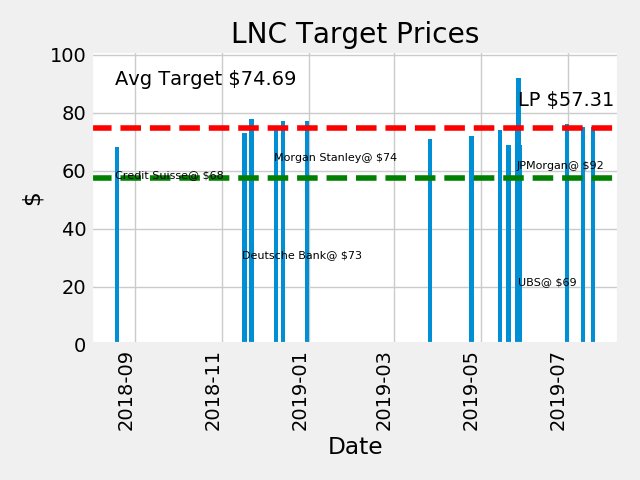 LNC Target Prices
100
80
60
40
20
0
$
Avg Target $74.69
LP $57.31
Morgan Stanley@ $74
JPMorgan@ $92
Credit Suisse@ $68
Deutsche Bank@ $73
UBS@ $69
2018-09
2018-11
2019-01
2019-03
2019-05
2019-07
Date